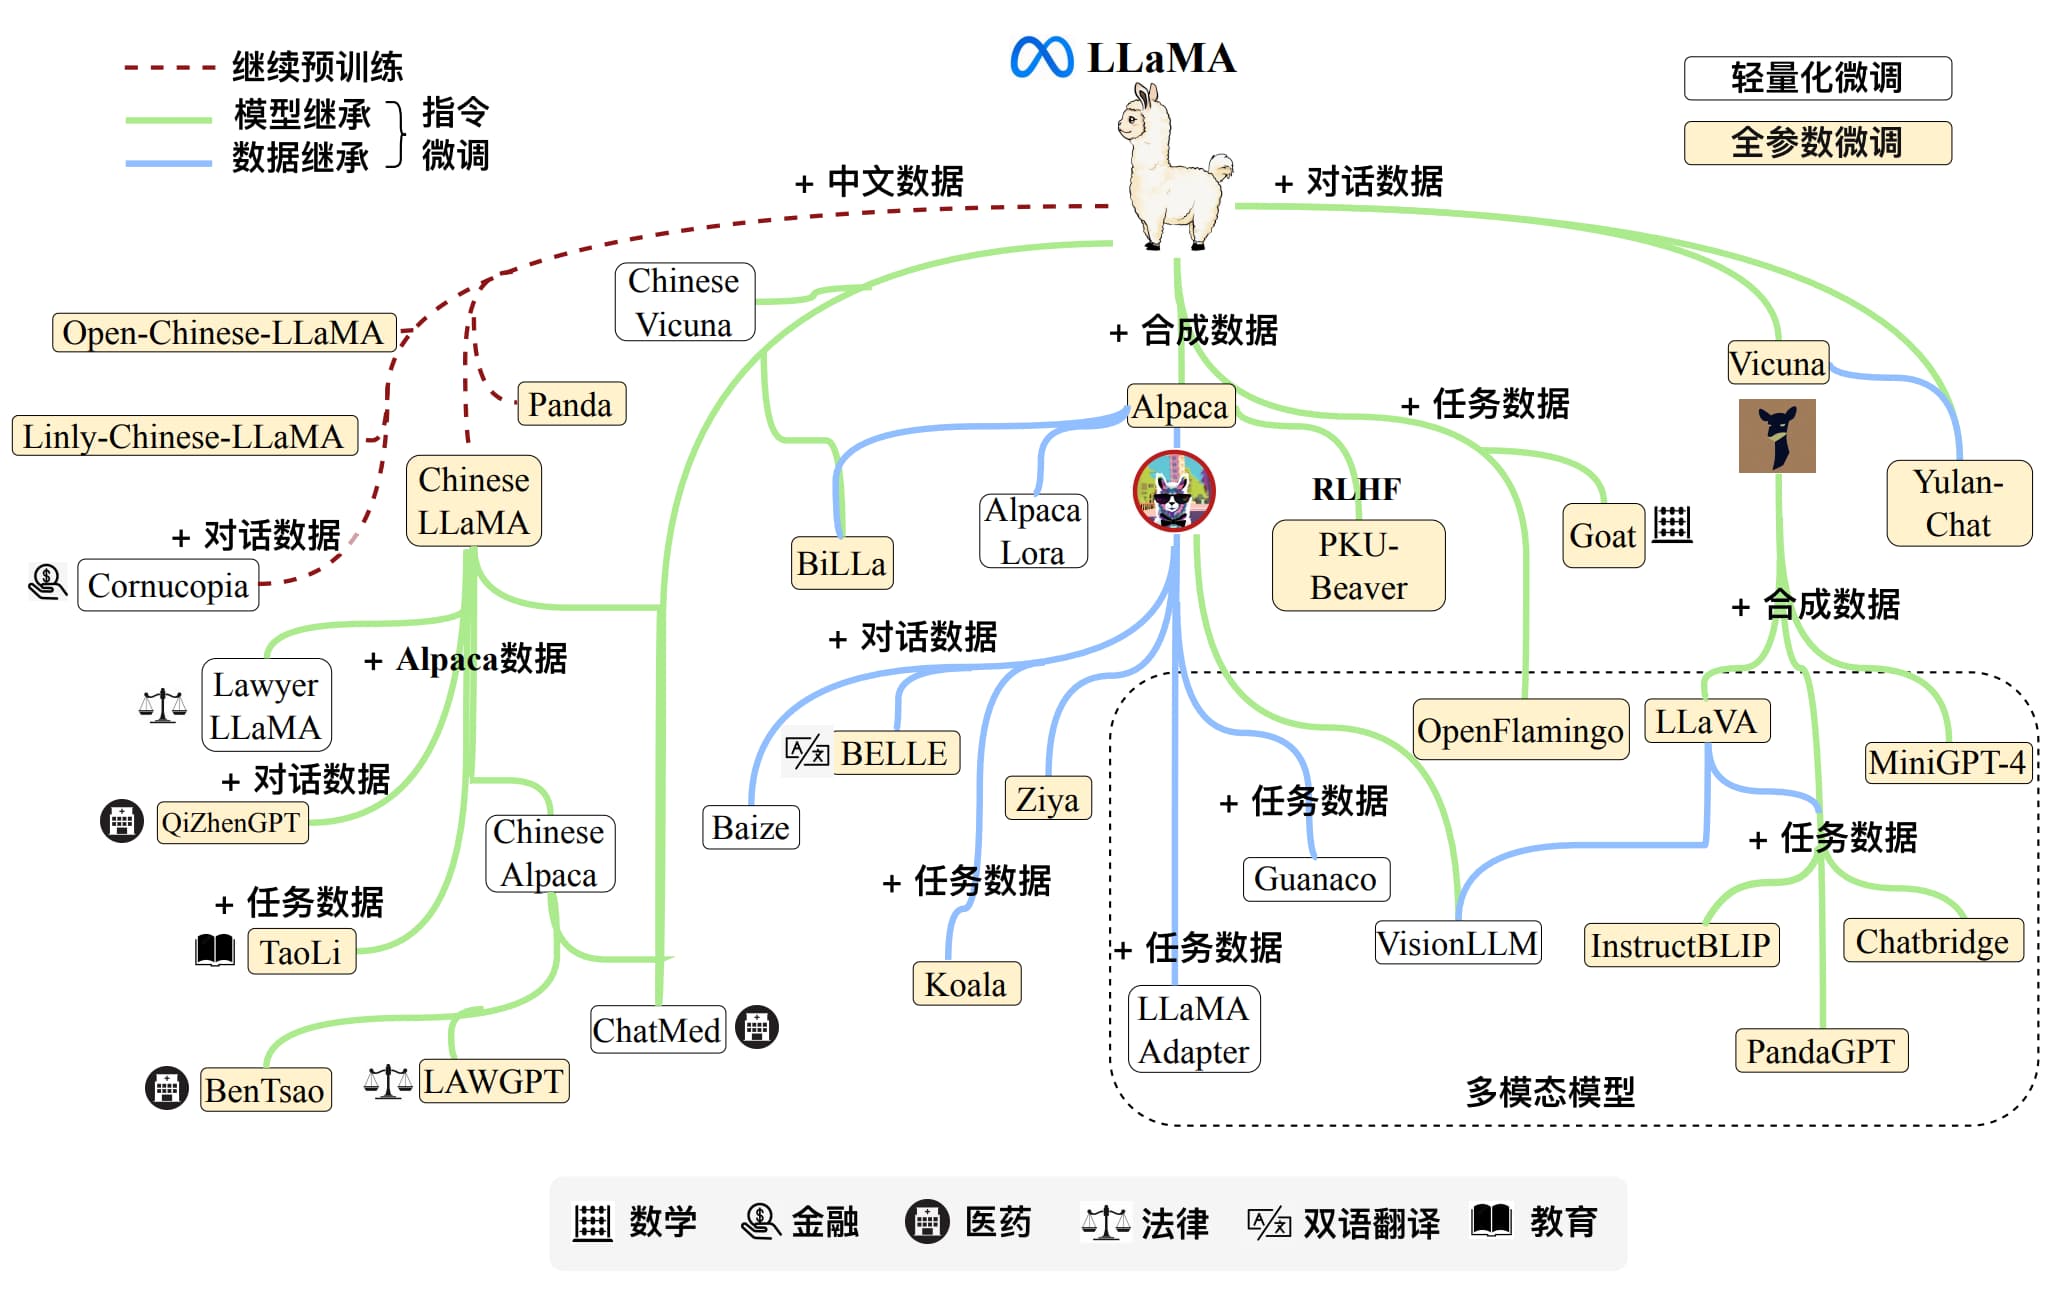 LLaMA
继续预训练
模型继承
数据继承
指令
微调
轻量化微调
全参数微调
+ 中文数据
+ 对话数据
Chinese
Vicuna
+ 合成数据
Open-Chinese-LLaMA
Panda
Linly-Chinese-LLaMA
Chinese
LLaMA
Alpaca
+ 任务数据
Vicuna
Alpaca
Lora
RLHF
PKU-
Beaver
Goat
Yulan-
Chat
+ 对话数据
Cornucopia
BiLLa
+ 合成数据
+ Alpaca数据
+ 对话数据
Lawyer
LLaMA
+ 对话数据
QiZhenGPT
Chinese
Alpaca
+ 任务数据
TaoLi
BELLE
Baize
Ziya
+ 任务数据
Koala
ChatMed
BenTsao
LAWGPT
OpenFlamingo
LLaVA
MiniGPT-4
+ 任务数据
Guanaco
+ 任务数据
VisionLLM
InstructBLIP
Chatbridge
+ 任务数据
LLaMA
Adapter
PandaGPT
多模态模型
数学
金融
医药
法律
A/文
双语翻译
教育